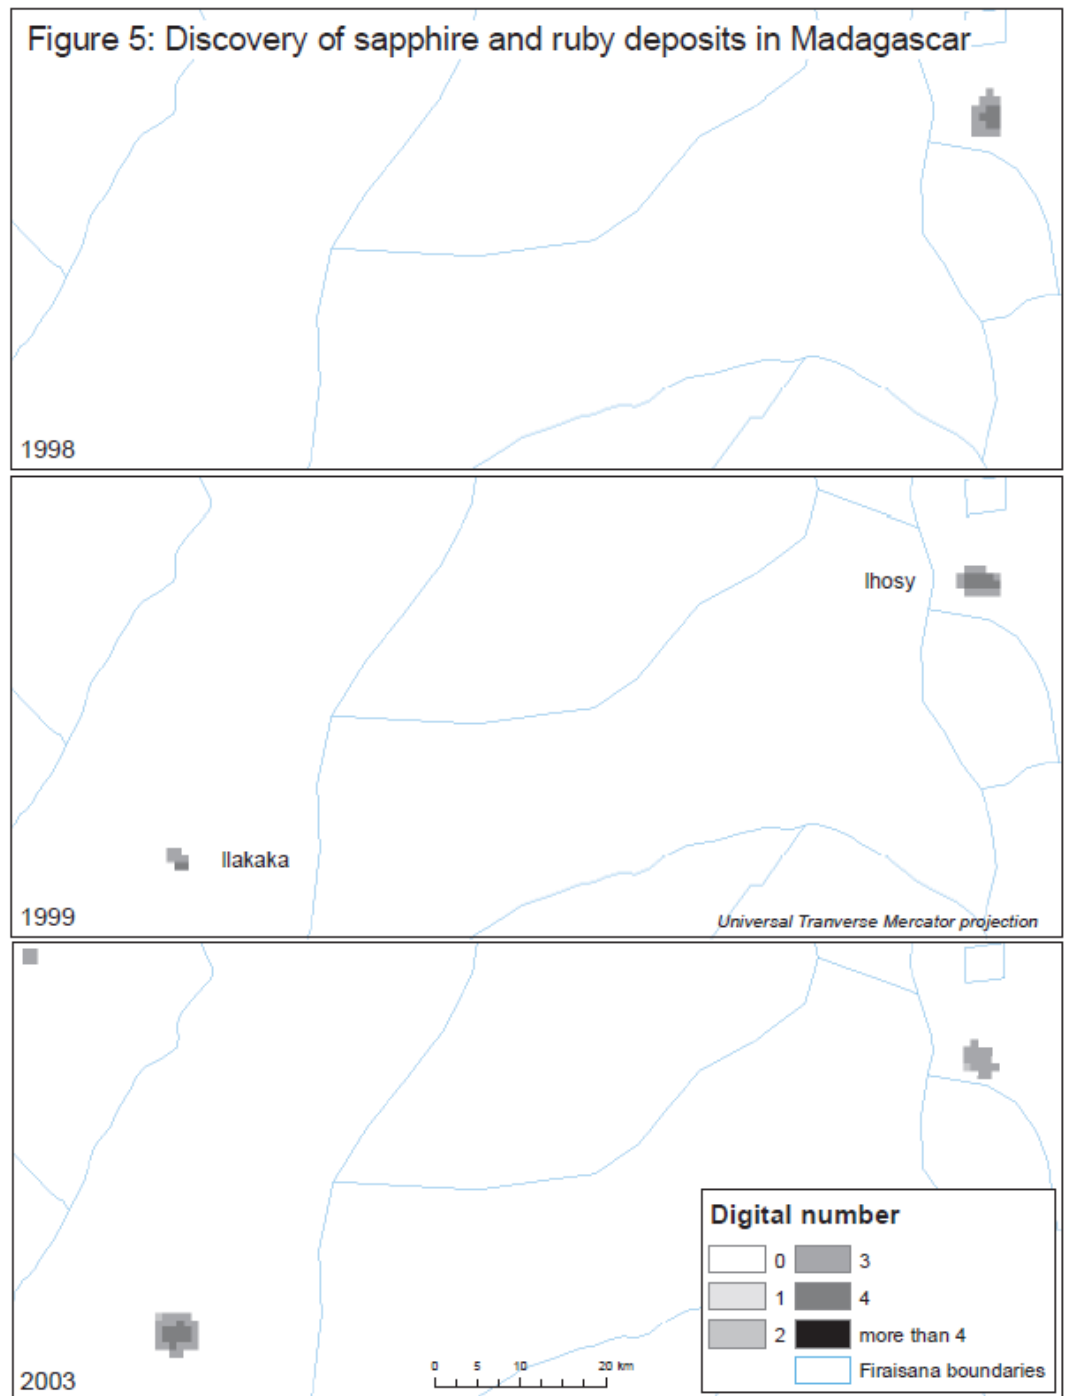 Figure 5: Discovery of sapphire and ruby deposits in Madagascar
1998
Ihosy
Ilakaka
1999
Universal Tranverse Mercator projection
Digital number
0 3
1 4
2 more than 4
Firaisana boundaries
0 5 10 20 km
2003